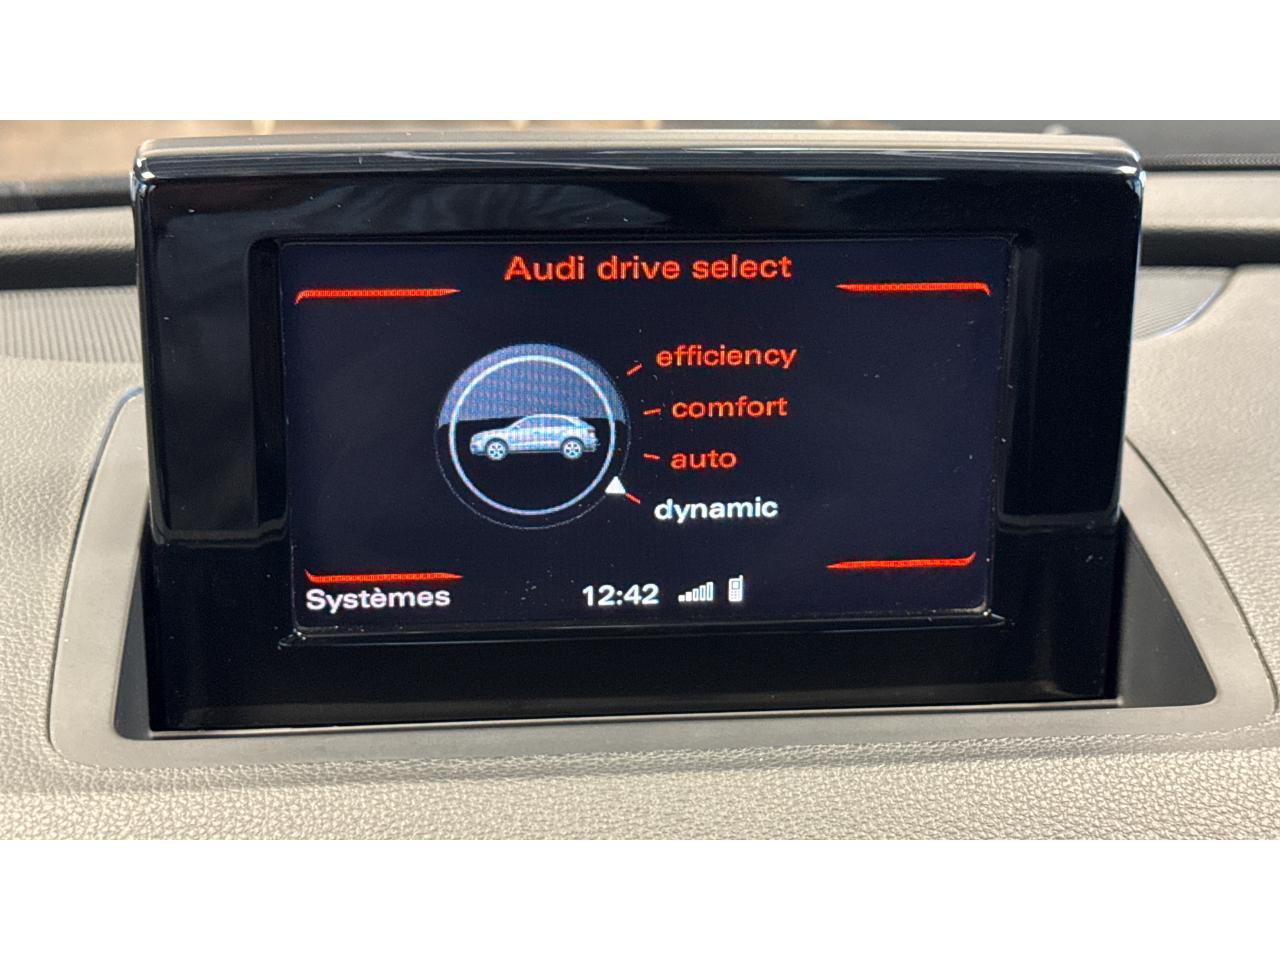 Audi drive select
efficiency
comfort
auto
dynamic
Systèmes
12:42